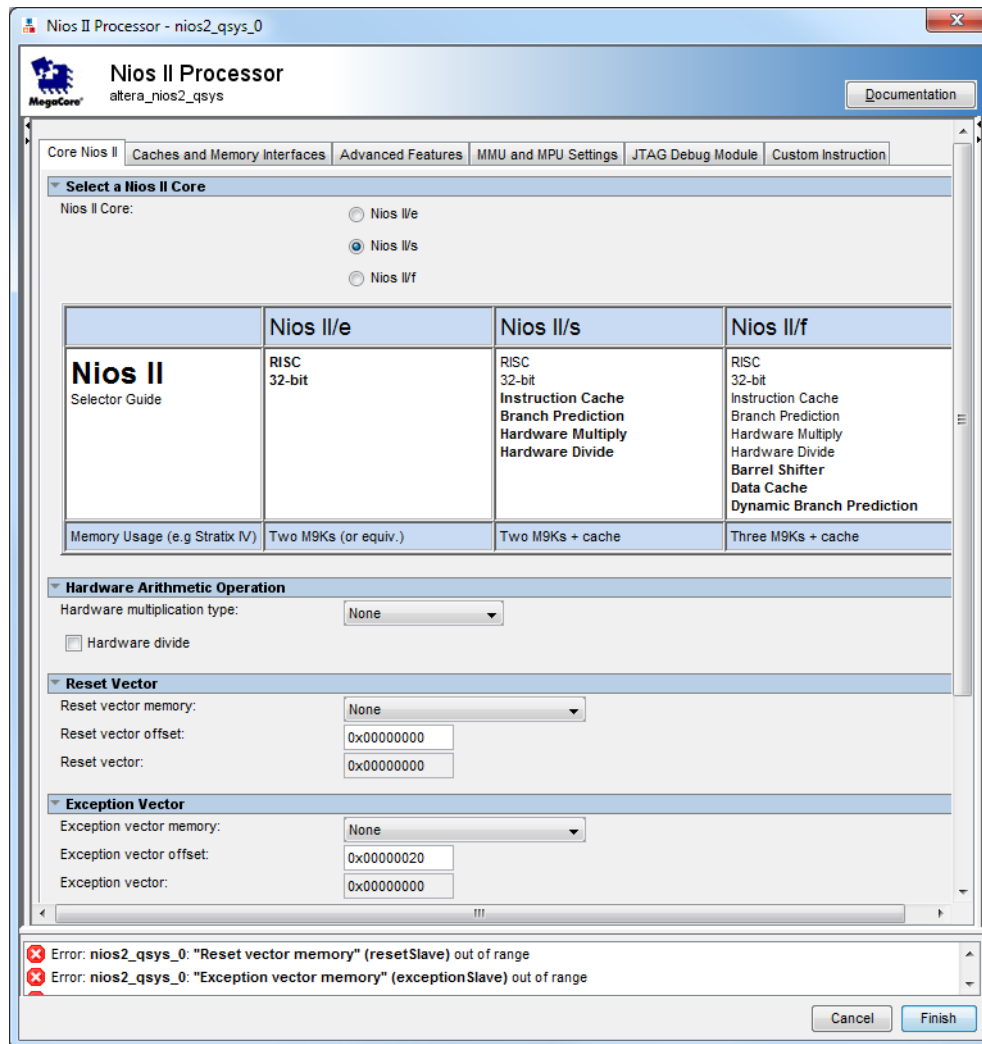 Nios II Processor - nios2_qsys_0
x
MegaCore®
Nios II Processor
altera_nios2_qsys
Documentation
Core Nios II Caches and Memory Interfaces Advanced Features MMU and MPU Settings JTAG Debug Module Custom Instruction
Select a Nios II Core
Nios II Core:
Nios II/e
Nios II/s
Nios II/f
Nios II/e Nios II/s Nios II/f
Nios II
Selector Guide
RISC
32-bit
RISC
32-bit
Instruction Cache
Branch Prediction
Hardware Multiply
Hardware Divide
RISC
32-bit
Instruction Cache
Branch Prediction
Hardware Multiply
Hardware Divide
Barrel Shifter
Data Cache
Dynamic Branch Prediction
Memory Usage (e.g Stratix IV) Two M9Ks (or equiv.) Two M9Ks + cache Three M9Ks + cache
Hardware Arithmetic Operation
Hardware multiplication type: None
Hardware divide
Reset Vector
Reset vector memory: None
Reset vector offset: 0x00000000
Reset vector: 0x00000000
Exception Vector
Exception vector memory: None
Exception vector offset: 0x00000020
Exception vector: 0x00000000
Error: nios2_qsys_0: "Reset vector memory" (resetSlave) out of range
Error: nios2_qsys_0: "Exception vector memory" (exceptionSlave) out of range
Cancel Finish